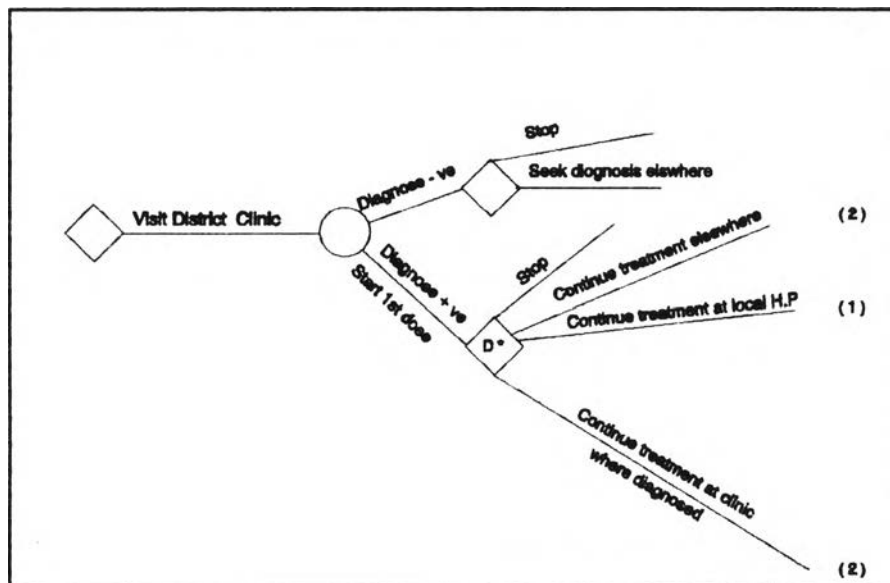 Stop
Diagnose - ve
Seek diognosis elswhere
Visit District Clinic
(2)
Diagnose + ve
Start 1st dose
Stop
Continue treatment elsewhere
Continue treatment at local H.P
(1)
D*
Continue treatment at clinic
where diagnosed
(2)